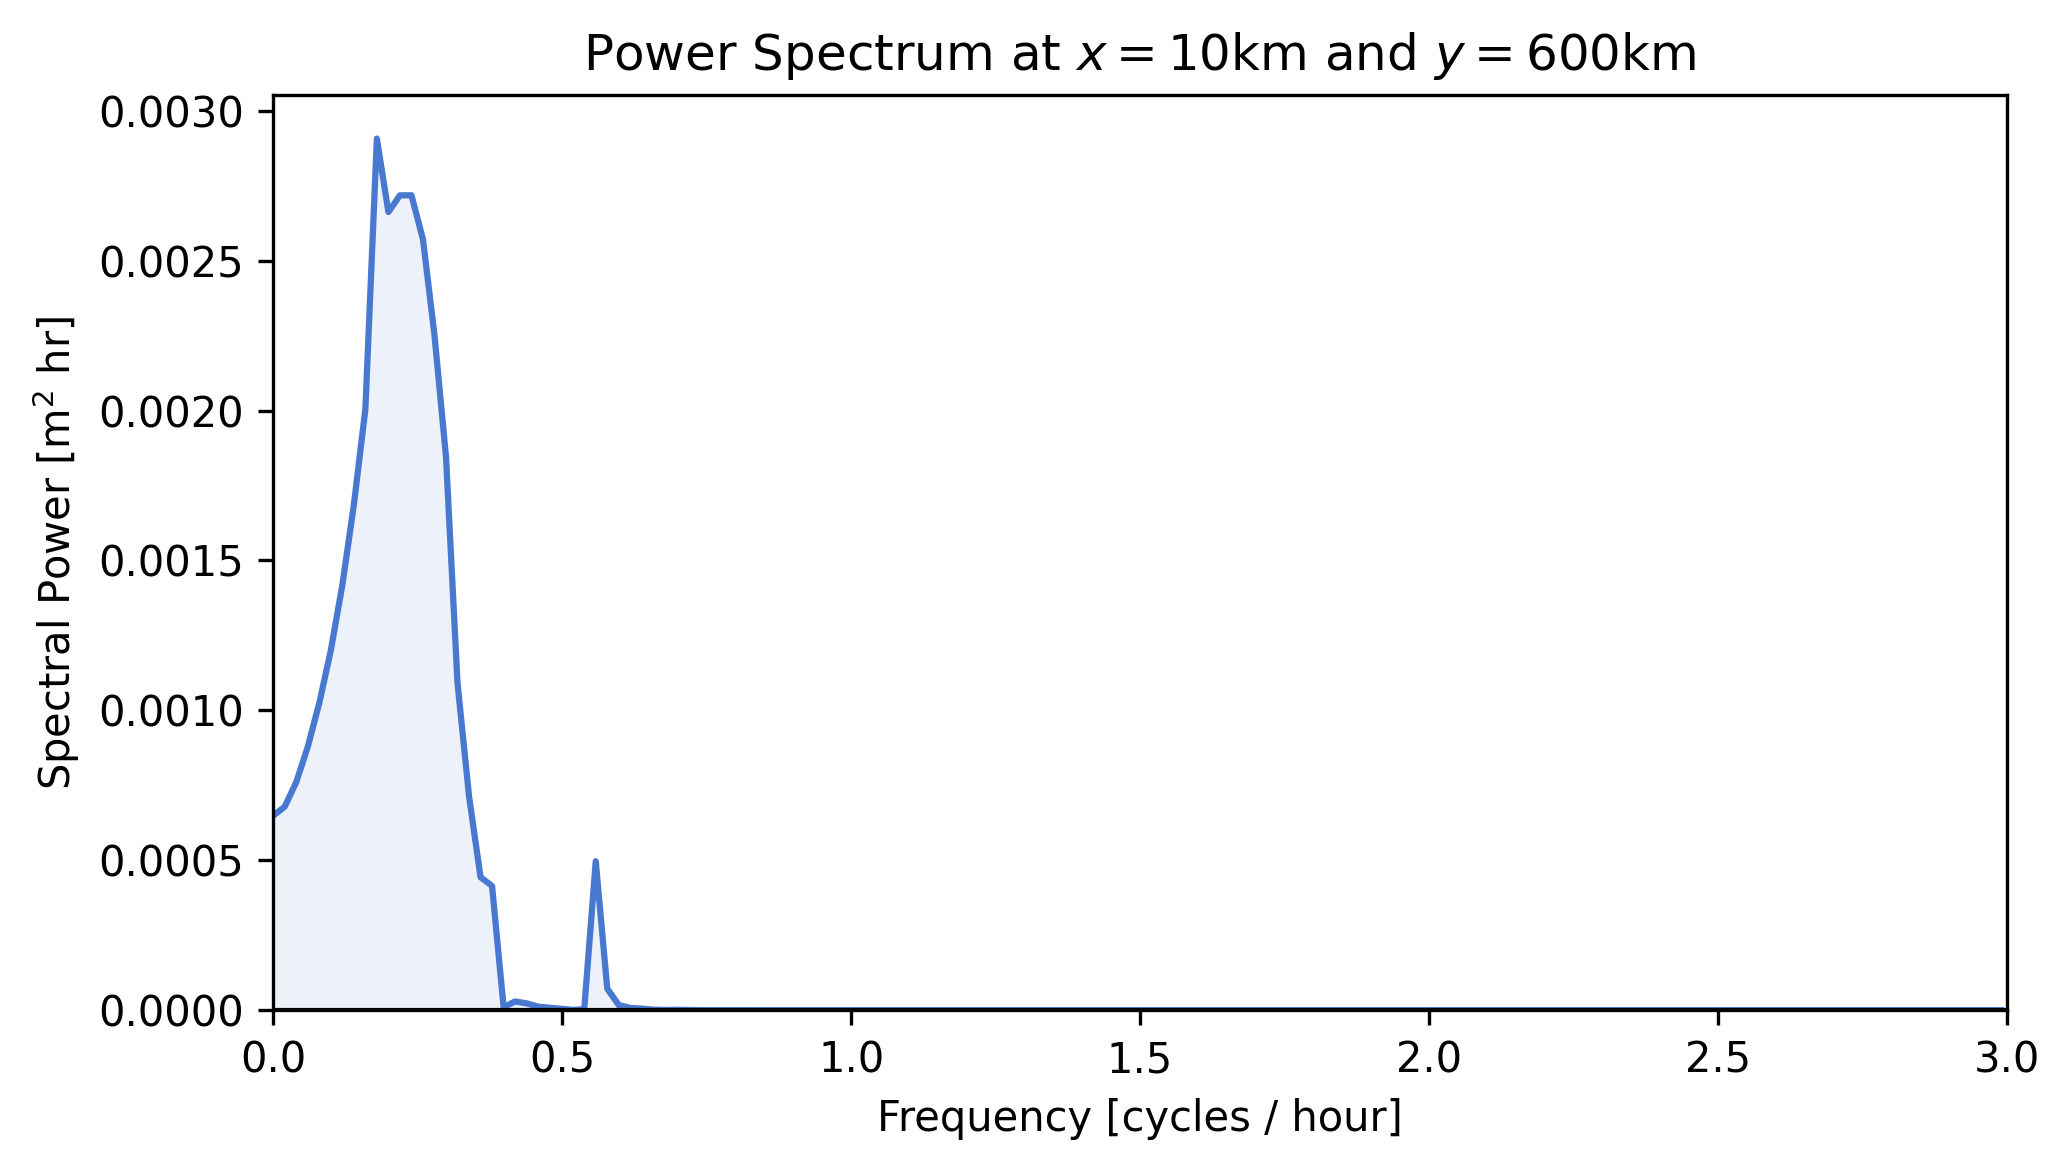 Power Spectrum at x = 10km and y = 600km
0.0030
0.0025
0.0020
0.0015
0.0010
0.0005
0.0000
Spectral Power [m² hr]
0.0 0.5 1.0 1.5 2.0 2.5 3.0
Frequency [cycles / hour]